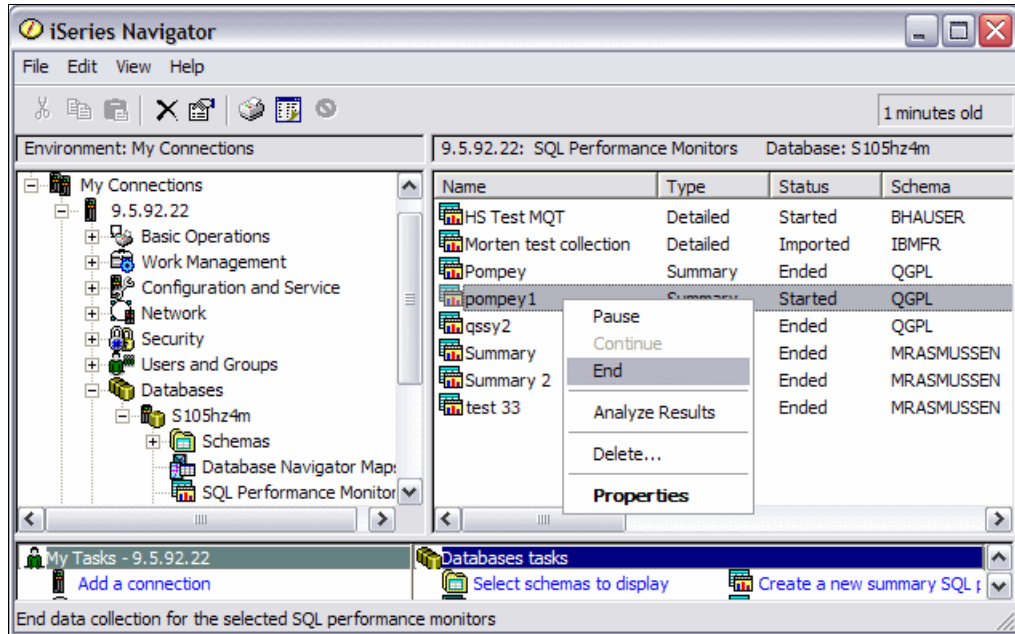 iSeries Navigator
File Edit View Help
1 minutes old
Environment: My Connections
9.5.92.22: SQL Performance Monitors Database: S105hz4m
My Connections
9.5.92.22
Basic Operations
Work Management
Configuration and Service
Network
Security
Users and Groups
Databases
S105hz4m
Schemas
Database Navigator Map
SQL Performance Monitor
Name Type Status Schema
HS Test MQT Detailed Started BHAUSER
Morten test collection Detailed Imported IBMFR
Pompey Summary Ended QGPL
pompey1 Summary Started QGPL
qssy2 Ended QGPL
Summary Ended MRASMUSSEN
Summary 2 Ended MRASMUSSEN
test 33 Ended MRASMUSSEN
Pause
Continue
End
Analyze Results
Delete...
Properties
My Tasks - 9.5.92.22
Add a connection
Databases tasks
Select schemas to display
Create a new summary SQL
End data collection for the selected SQL performance monitors